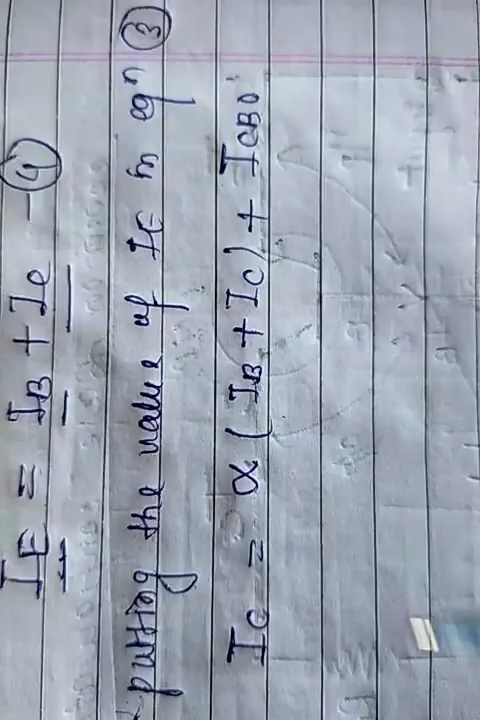 IE = IB + IC - (4)
putting the value of IE in eqn (3)
IC = α (IB + IC) + ICBO